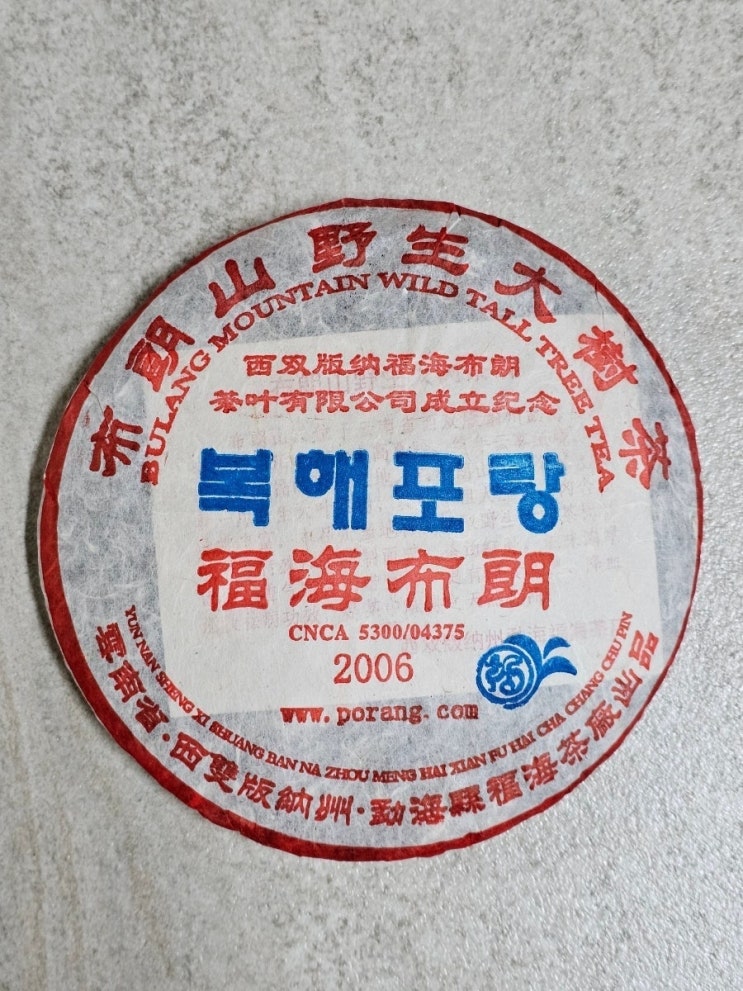 布朗山野生大樹茶
BULANG MOUNTAIN WILD TALL TREE TEA
西双版纳福海布朗
茶叶有限公司成立纪念
복해포랑
福海布朗
CNCA 5300/04375
2006
www.porang.com
YUN NAN SHENG XI SHUANG BAN NA ZHOU MENG HAI XIAN FU HAI CHA CHANG CHU PIN
雲南省·西雙版納州·勐海縣福海茶廠出品